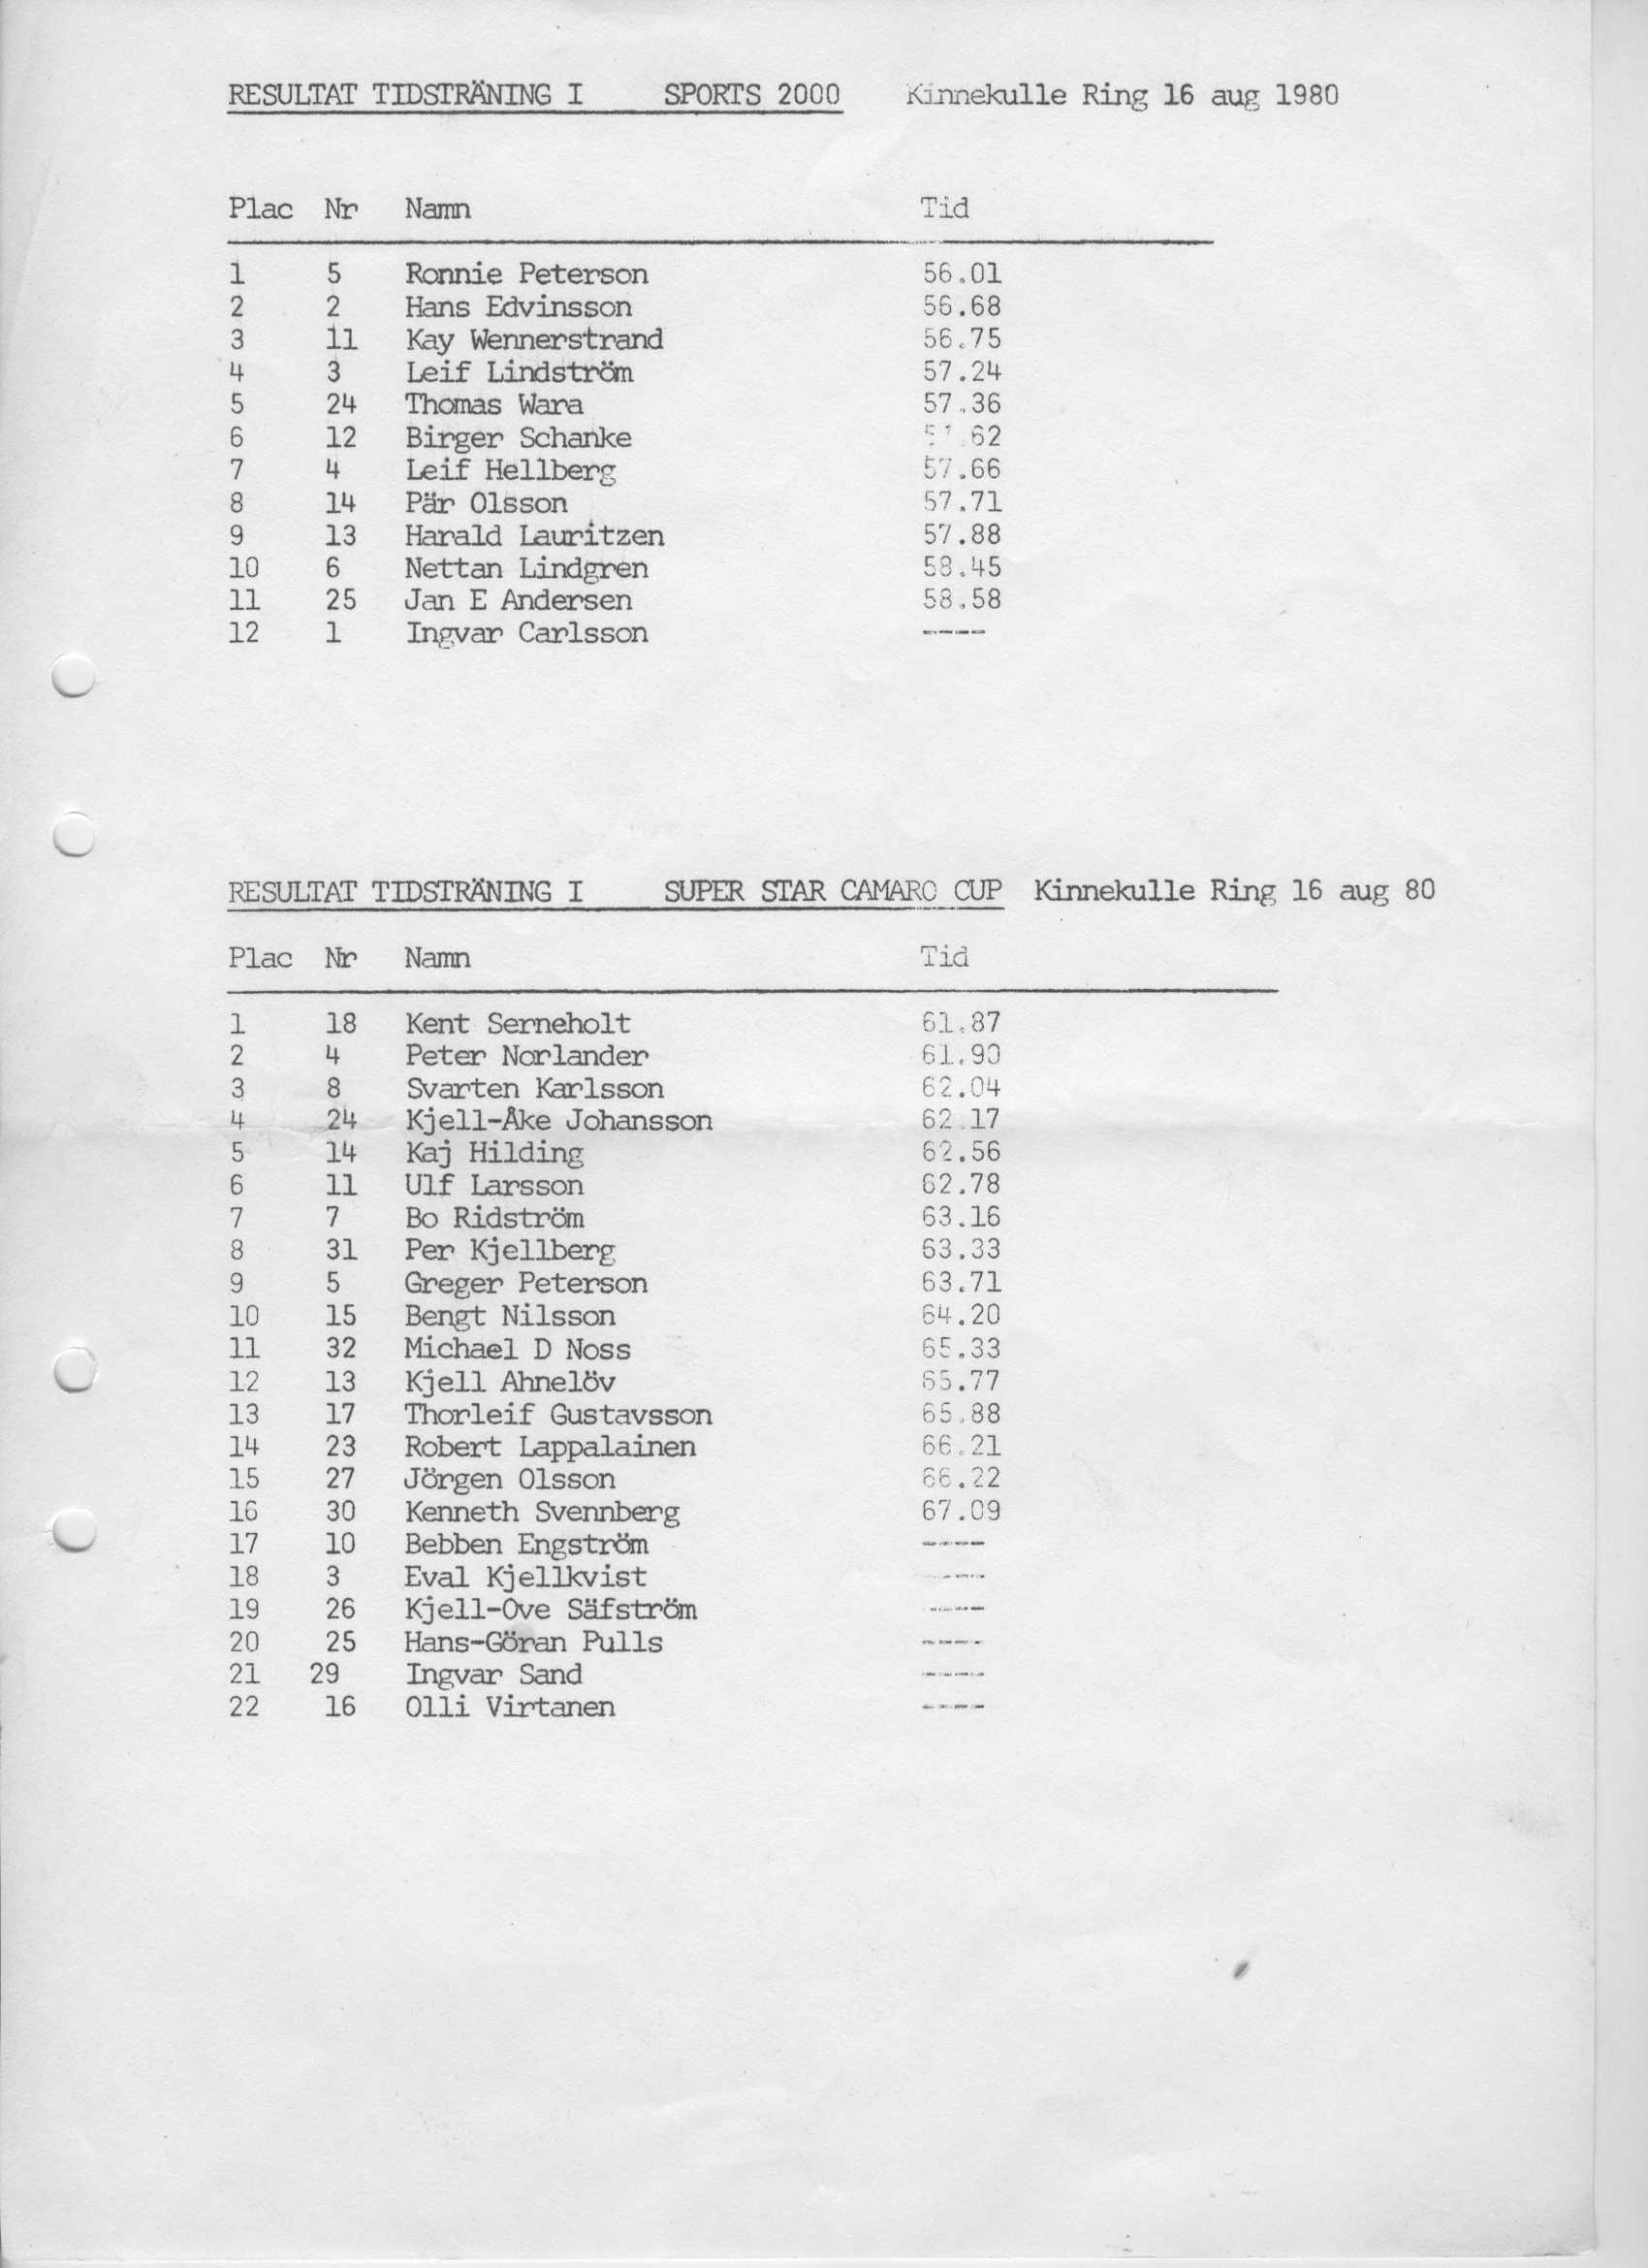 RESULTAT TIDSTRÄNING I SPORTS 2000 Kinnekulle Ring 16 aug 1980
Plac Nr Namn Tid
1 5 Ronnie Peterson 56.01
2 2 Hans Edvinsson 56.68
3 11 Kay Wennerstrand 56.75
4 3 Leif Lindström 57.24
5 24 Thomas Wara 57.36
6 12 Birger Schanke
7 4 Leif Hellberg 57.66
8 14 Pär Olsson 57.71
9 13 Harald Lauritzen 57.88
10 6 Nettan Lindgren 58.45
11 25 Jan E Andersen 58.58
12 1 Ingvar Carlsson ----
RESULTAT TIDSTRÄNING I SUPER STAR CAMARO CUP Kinnekulle Ring 16 aug 80
Plac Nr Namn Tid
1 18 Kent Serneholt 61.87
2 4 Peter Norlander 61.90
3 8 Svarten Karlsson 62.04
4 24 Kjell-Åke Johansson 62.17
5 14 Kaj Hilding 62.56
6 11 Ulf Larsson 62.78
7 7 Bo Ridström 63.16
8 31 Per Kjellberg 63.33
9 5 Greger Peterson 63.71
10 15 Bengt Nilsson 64.20
11 32 Michael D Noss 65.33
12 13 Kjell Ahnelöv 65.77
13 17 Thorleif Gustavsson 65.88
14 23 Robert Lappalainen 66.21
15 27 Jörgen Olsson 66.22
16 30 Kenneth Svennberg 67.09
17 10 Bebben Engström ----
18 3 Eval Kjellkvist ----
19 26 Kjell-Ove Säfström ----
20 25 Hans-Göran Pulls ----
21 29 Ingvar Sand ----
22 16 Olli Virtanen ----